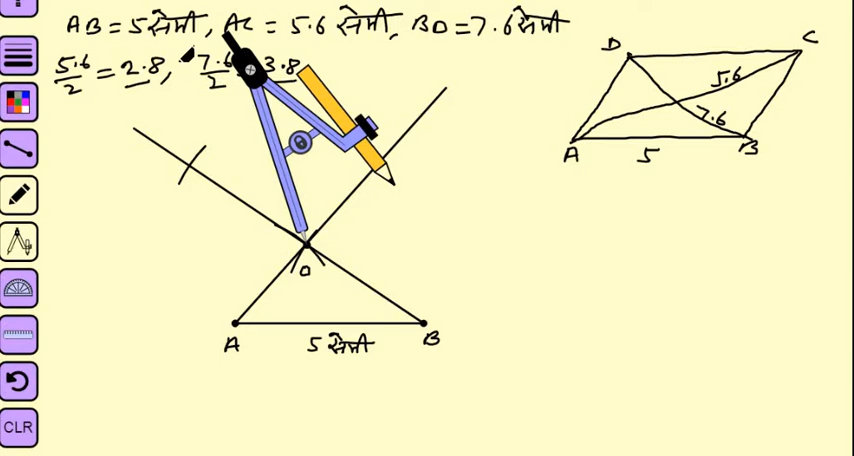 AB = 5 सेमी, AC = 5.6 सेमी, BD = 7.6 सेमी
5.6/2 = 2.8, 7.6/2 3.8
D C
5.6
7.6
A 5 B
O
A 5 सेमी B
CLR